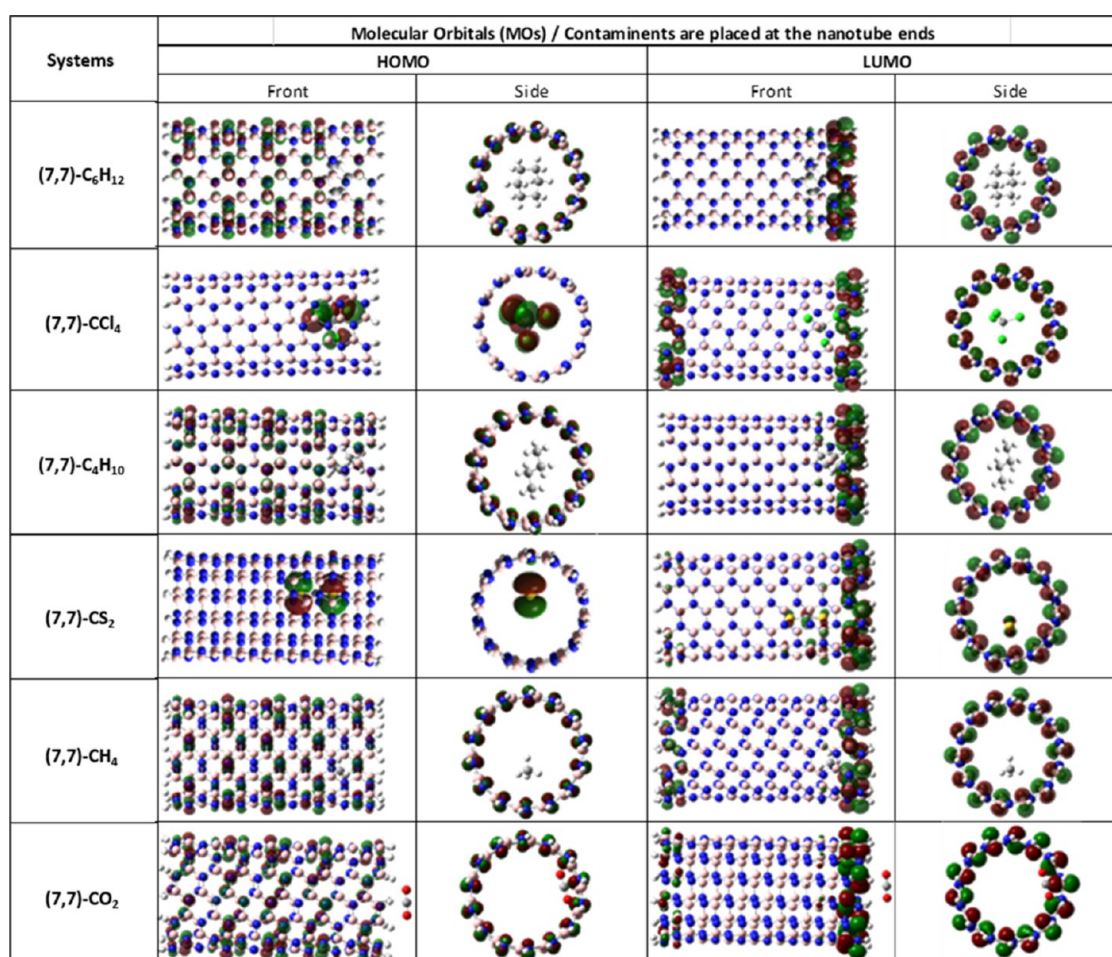 Molecular Orbitals (MOs) / Contaminents are placed at the nanotube ends
Systems
HOMO
LUMO
Front
Side
Front
Side
(7,7)-C₆H₁₂
(7,7)-CCl₄
(7,7)-C₄H₁₀
(7,7)-CS₂
(7,7)-CH₄
(7,7)-CO₂